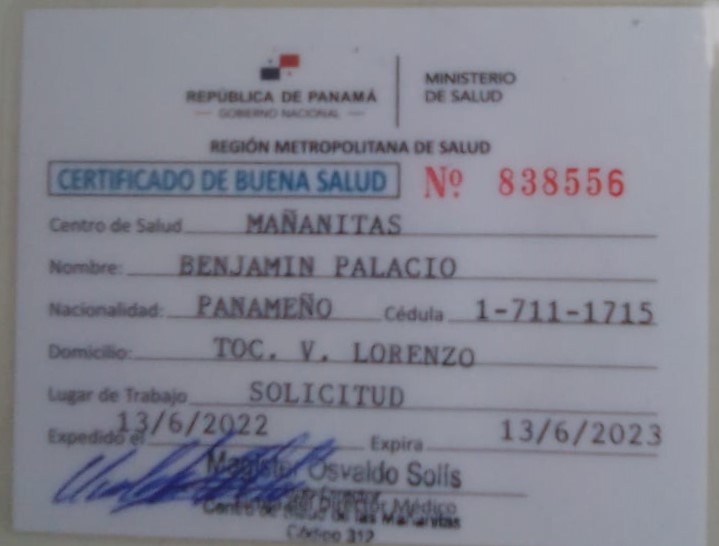 REPÚBLICA DE PANAMÁ
— GOBIERNO NACIONAL —
MINISTERIO
DE SALUD
REGIÓN METROPOLITANA DE SALUD
CERTIFICADO DE BUENA SALUD Nº 838556
Centro de Salud MAÑANITAS
Nombre: BENJAMIN PALACIO
Nacionalidad: PANAMEÑO Cédula 1-711-1715
Domicilio: TOC. V. LORENZO
Lugar de Trabajo SOLICITUD
Expedido el 13/6/2022 Expira 13/6/2023
Magister Osvaldo Solís
Director Médico
Centro de Salud de las Mañanitas
Código 312